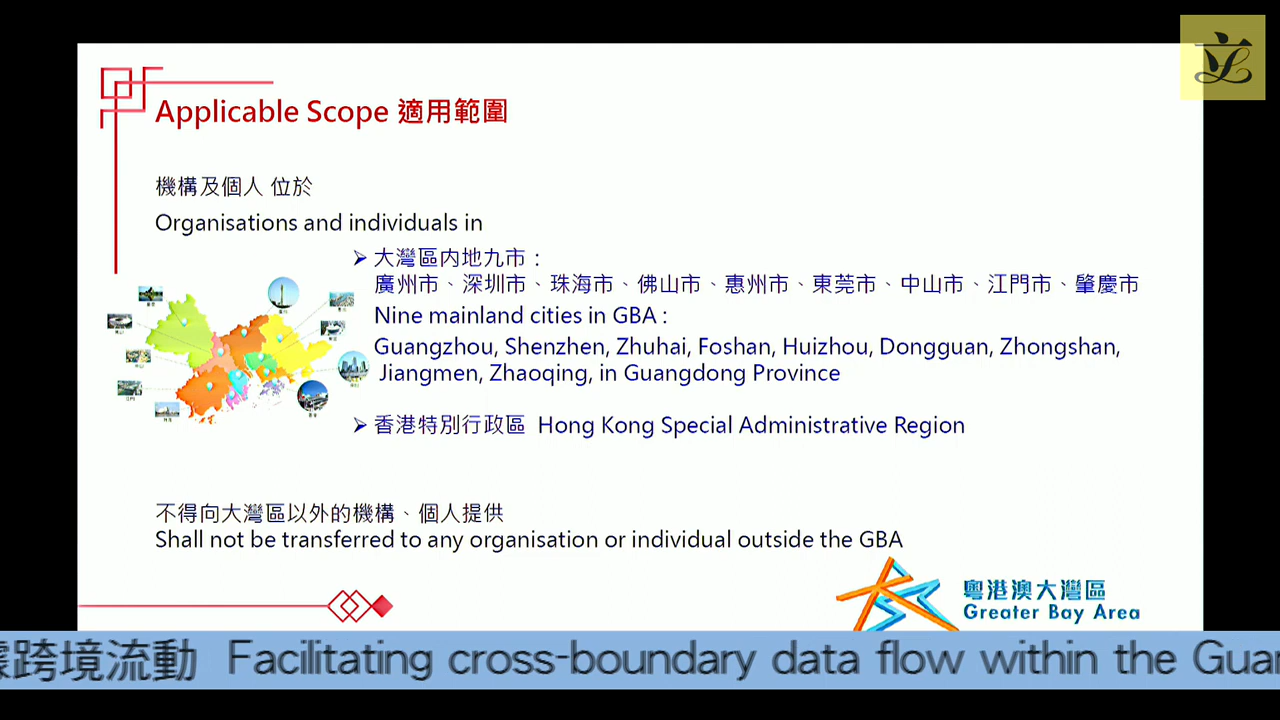 Applicable Scope 適用範圍
機構及個人 位於
Organisations and individuals in
➢ 大灣區内地九市：
廣州市、深圳市、珠海市、佛山市、惠州市、東莞市、中山市、江門市、肇慶市
Nine mainland cities in GBA :
Guangzhou, Shenzhen, Zhuhai, Foshan, Huizhou, Dongguan, Zhongshan,
Jiangmen, Zhaoqing, in Guangdong Province
➢ 香港特別行政區 Hong Kong Special Administrative Region
不得向大灣區以外的機構、個人提供
Shall not be transferred to any organisation or individual outside the GBA
粵港澳大灣區
Greater Bay Area
跨境流動 Facilitating cross-boundary data flow within the Guan